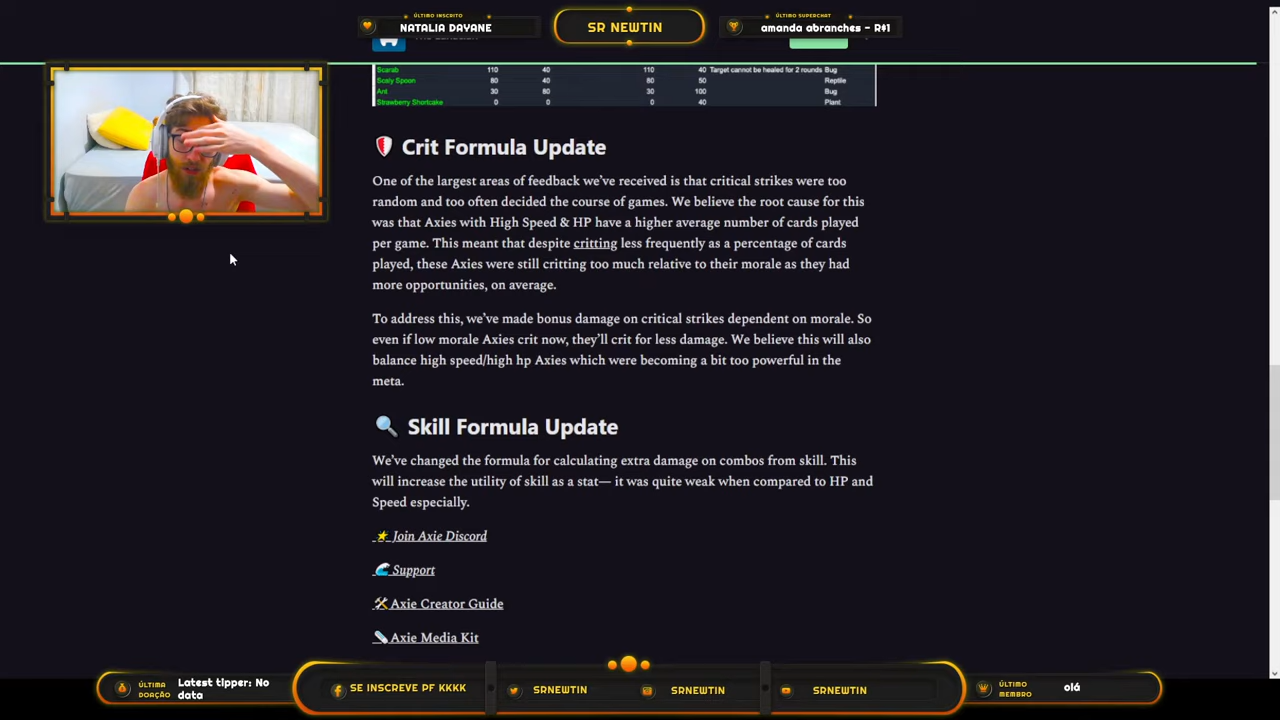 ÚLTIMO INSCRITO
NATALIA DAYANE
SR NEWTIN
ÚLTIMO SUPERCHAT
amanda abranches - R$1
Scarab 110 40 110 40 Target cannot be healed for 2 rounds Bug
Scaly Spoon 80 40 80 50 Reptile
Ant 30 80 30 100 Bug
Strawberry Shortcake 0 0 0 40 Plant
Crit Formula Update
One of the largest areas of feedback we've received is that critical strikes were too
random and too often decided the course of games. We believe the root cause for this
was that Axies with High Speed & HP have a higher average number of cards played
per game. This meant that despite critting less frequently as a percentage of cards
played, these Axies were still critting too much relative to their morale as they had
more opportunities, on average.
To address this, we've made bonus damage on critical strikes dependent on morale. So
even if low morale Axies crit now, they'll crit for less damage. We believe this will also
balance high speed/high hp Axies which were becoming a bit too powerful in the
meta.
Skill Formula Update
We've changed the formula for calculating extra damage on combos from skill. This
will increase the utility of skill as a stat— it was quite weak when compared to HP and
Speed especially.
Join Axie Discord
Support
Axie Creator Guide
Axie Media Kit
ÚLTIMA DOAÇÃO
Latest tipper: No
data
SE INSCREVE PF KKKK
SRNEWTIN
SRNEWTIN
SRNEWTIN
ÚLTIMO MEMBRO
olá